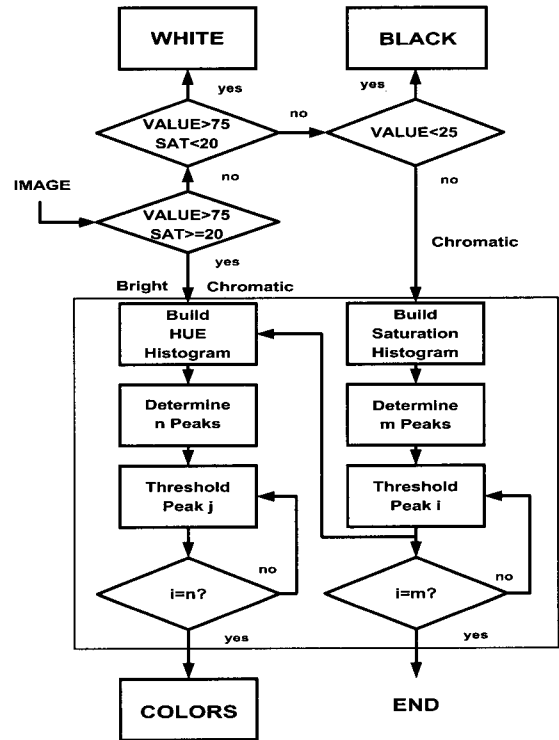 WHITE
BLACK
yes
yes
VALUE>75
SAT<20
no
VALUE<25
IMAGE
no
no
VALUE>75
SAT>=20
Chromatic
yes
Bright
Chromatic
Build
HUE
Histogram
Build
Saturation
Histogram
Determine
n Peaks
Determine
m Peaks
Threshold
Peak j
Threshold
Peak i
no
no
i=n?
i=m?
yes
yes
COLORS
END